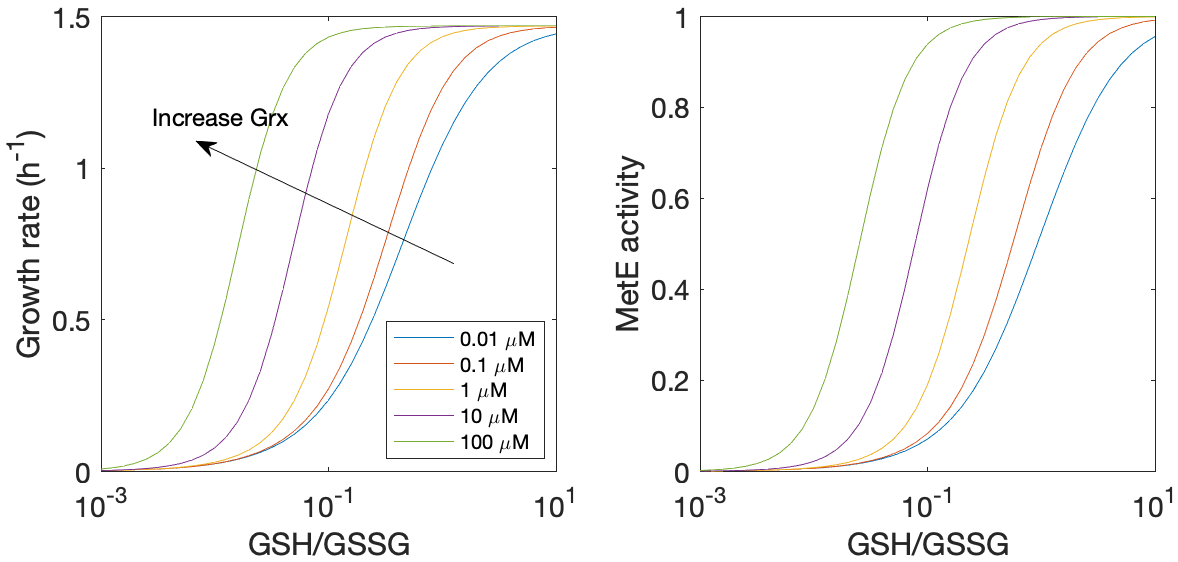 Growth rate (h-1)
1.5
1
0.5
0
Increase Grx
0.01 μM
0.1 μM
1 μM
10 μM
100 μM
10-3
10-1
101
GSH/GSSG
MetE activity
1
0.8
0.6
0.4
0.2
0
10-3
10-1
101
GSH/GSSG